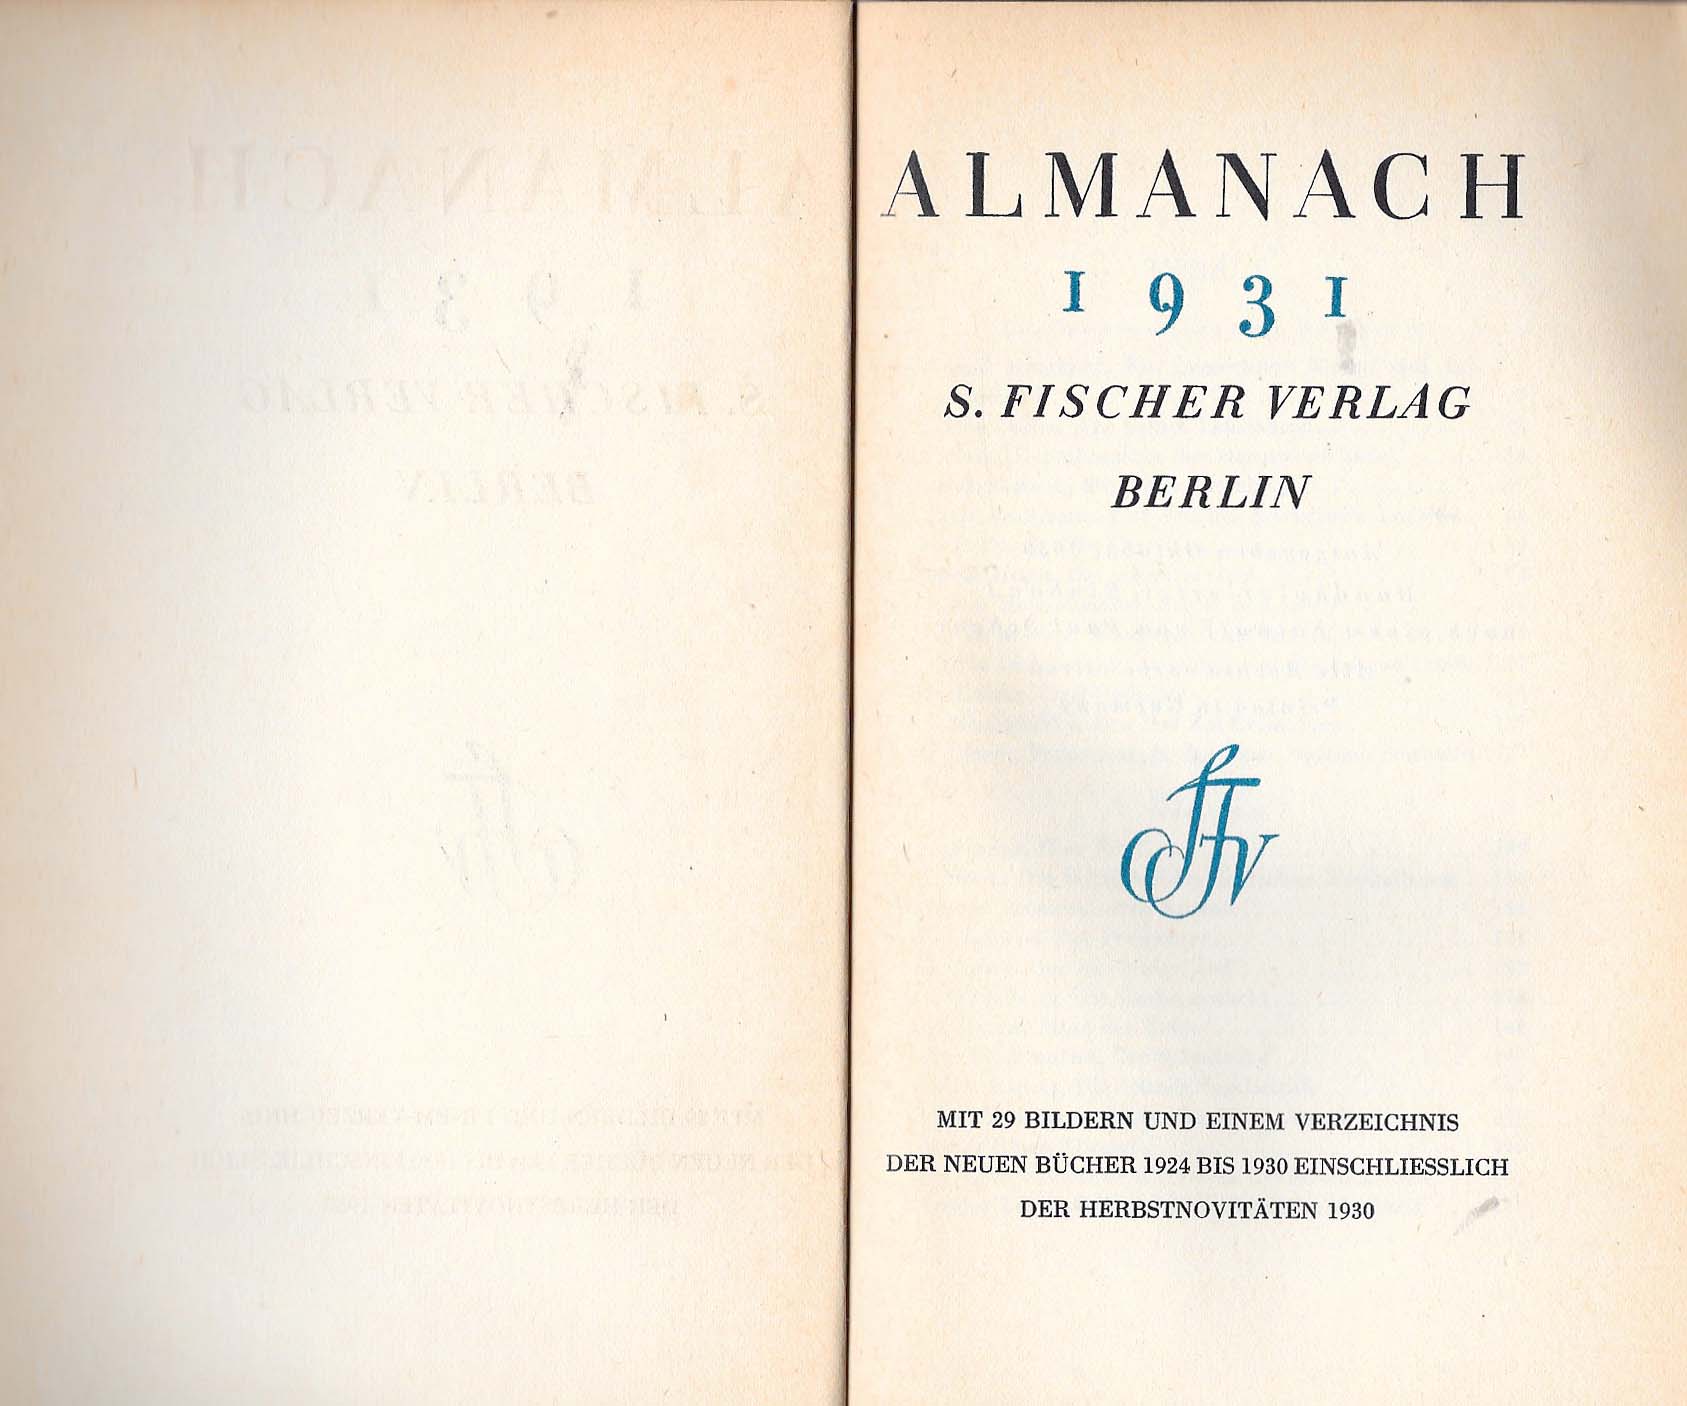 ALMANACH
1931
S. FISCHER VERLAG
BERLIN
SFV
MIT 29 BILDERN UND EINEM VERZEICHNIS
DER NEUEN BÜCHER 1924 BIS 1930 EINSCHLIESSLICH
DER HERBSTNOVITÄTEN 1930